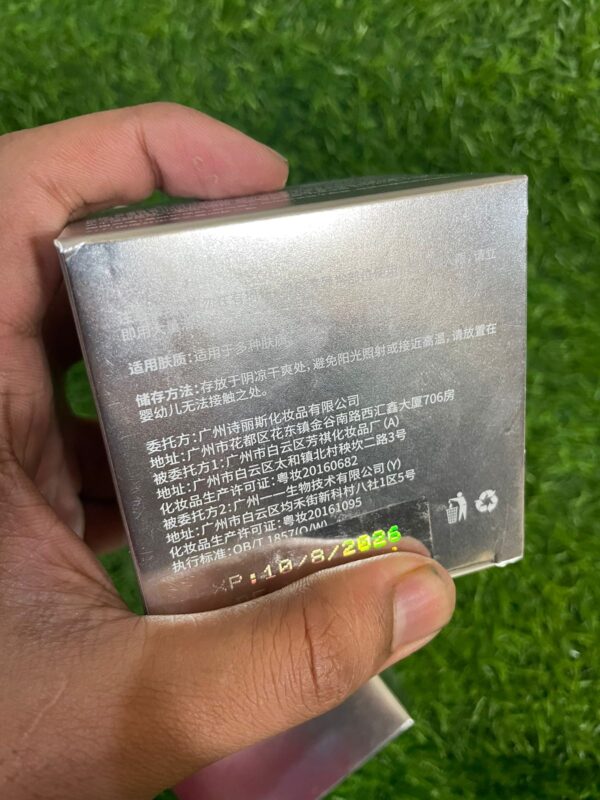 即用
适用肤质:适用于多种肤质
储存方法:存放于阴凉干爽处,避免阳光照射或接近高温,请放置在
婴幼儿无法接触之处。
委托方:广州诗丽斯化妆品有限公司
地址:广州市花都区花东镇金谷南路西汇鑫大厦706房
被委托方1:广州市白云区芳祺化妆品厂(A)
地址:广州市白云区太和镇北村秧坎二路3号
化妆品生产许可证:粤妆20160682
被委托方2:广州一一生物技术有限公司(Y)
地址:广州市白云区均禾街新科村八社1区5号
化妆品生产许可证:粤妆20161095
执行标准:QB/T 1857(O/W)
XP:10/8/2026